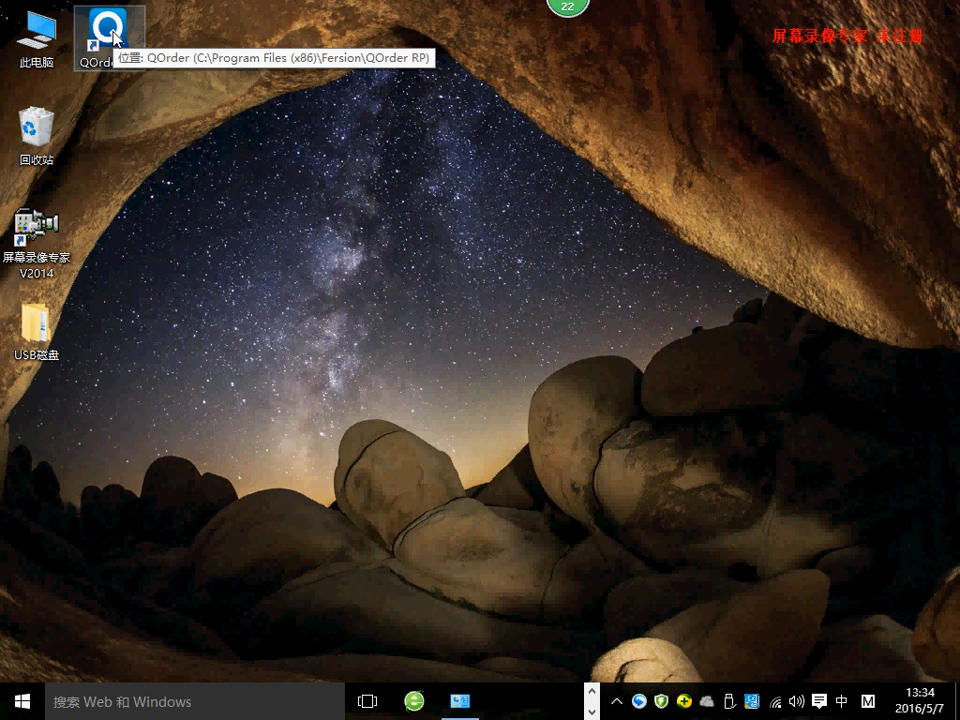 22
屏幕录像专家 未注册
此电脑
QOrde
位置: QOrder (C:\Program Files (x86)\Fersion\QOrder RP)
回收站
屏幕录像专家
V2014
USB磁盘
搜索 Web 和 Windows
中
M
13:34
2016/5/7